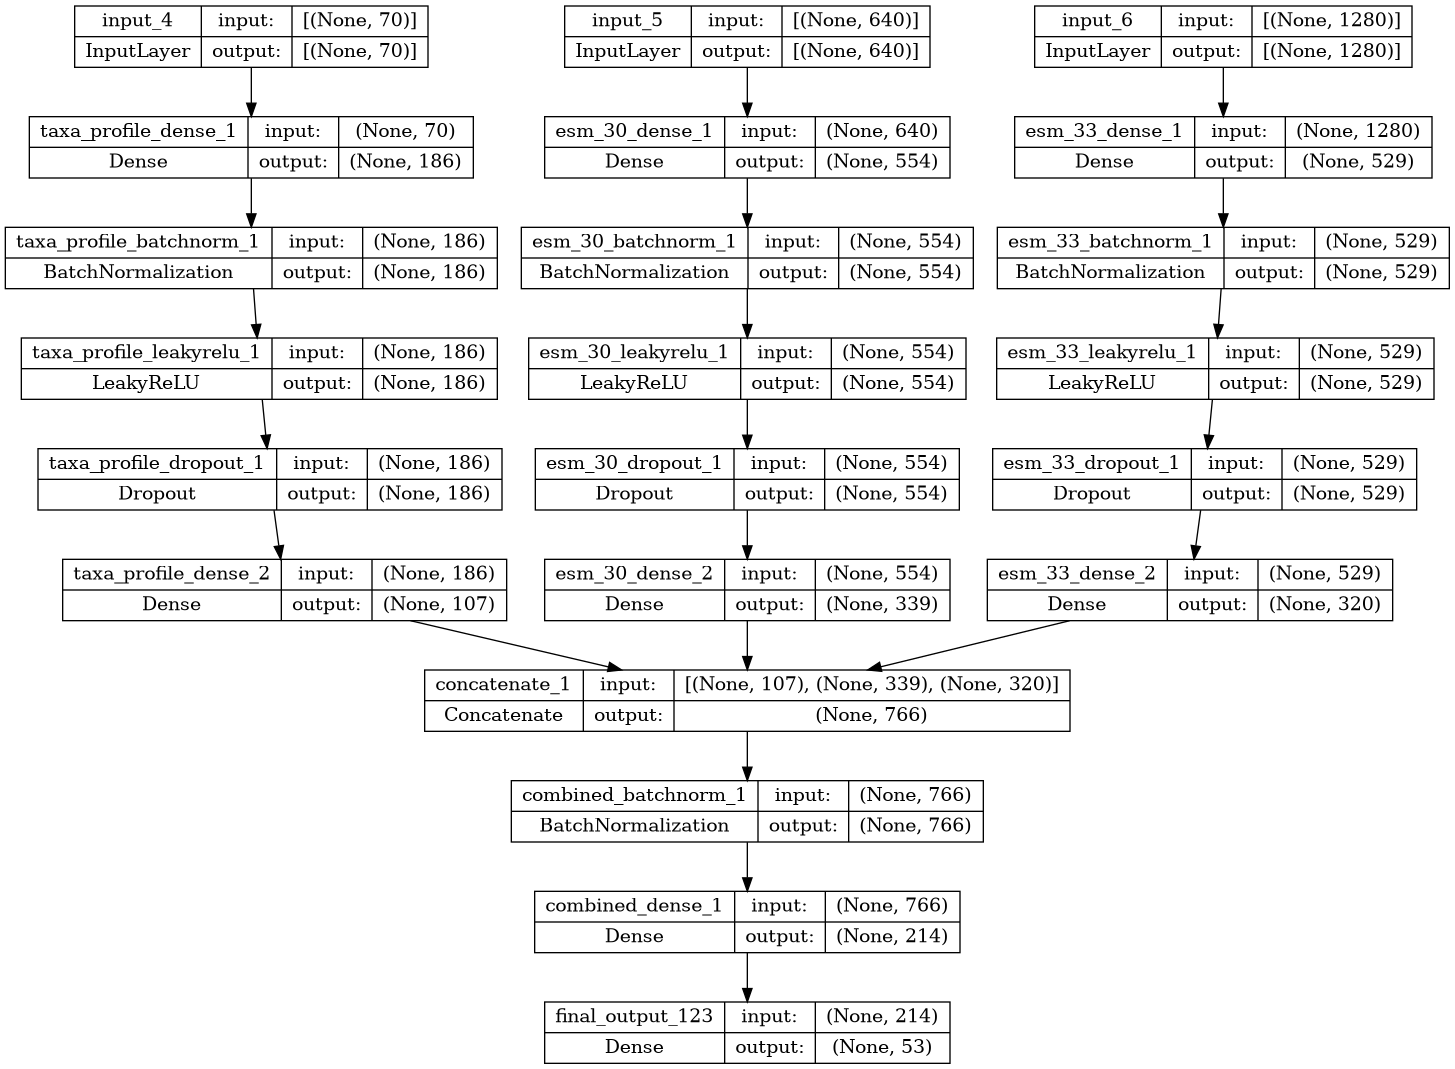 input_4 input: [(None, 70)]
InputLayer output: [(None, 70)]
input_5 input: [(None, 640)]
InputLayer output: [(None, 640)]
input_6 input: [(None, 1280)]
InputLayer output: [(None, 1280)]
taxa_profile_dense_1 input: (None, 70)
Dense output: (None, 186)
esm_30_dense_1 input: (None, 640)
Dense output: (None, 554)
esm_33_dense_1 input: (None, 1280)
Dense output: (None, 529)
taxa_profile_batchnorm_1 input: (None, 186)
BatchNormalization output: (None, 186)
esm_30_batchnorm_1 input: (None, 554)
BatchNormalization output: (None, 554)
esm_33_batchnorm_1 input: (None, 529)
BatchNormalization output: (None, 529)
taxa_profile_leakyrelu_1 input: (None, 186)
LeakyReLU output: (None, 186)
esm_30_leakyrelu_1 input: (None, 554)
LeakyReLU output: (None, 554)
esm_33_leakyrelu_1 input: (None, 529)
LeakyReLU output: (None, 529)
taxa_profile_dropout_1 input: (None, 186)
Dropout output: (None, 186)
esm_30_dropout_1 input: (None, 554)
Dropout output: (None, 554)
esm_33_dropout_1 input: (None, 529)
Dropout output: (None, 529)
taxa_profile_dense_2 input: (None, 186)
Dense output: (None, 107)
esm_30_dense_2 input: (None, 554)
Dense output: (None, 339)
esm_33_dense_2 input: (None, 529)
Dense output: (None, 320)
concatenate_1 input: [(None, 107), (None, 339), (None, 320)]
Concatenate output: (None, 766)
combined_batchnorm_1 input: (None, 766)
BatchNormalization output: (None, 766)
combined_dense_1 input: (None, 766)
Dense output: (None, 214)
final_output_123 input: (None, 214)
Dense output: (None, 53)